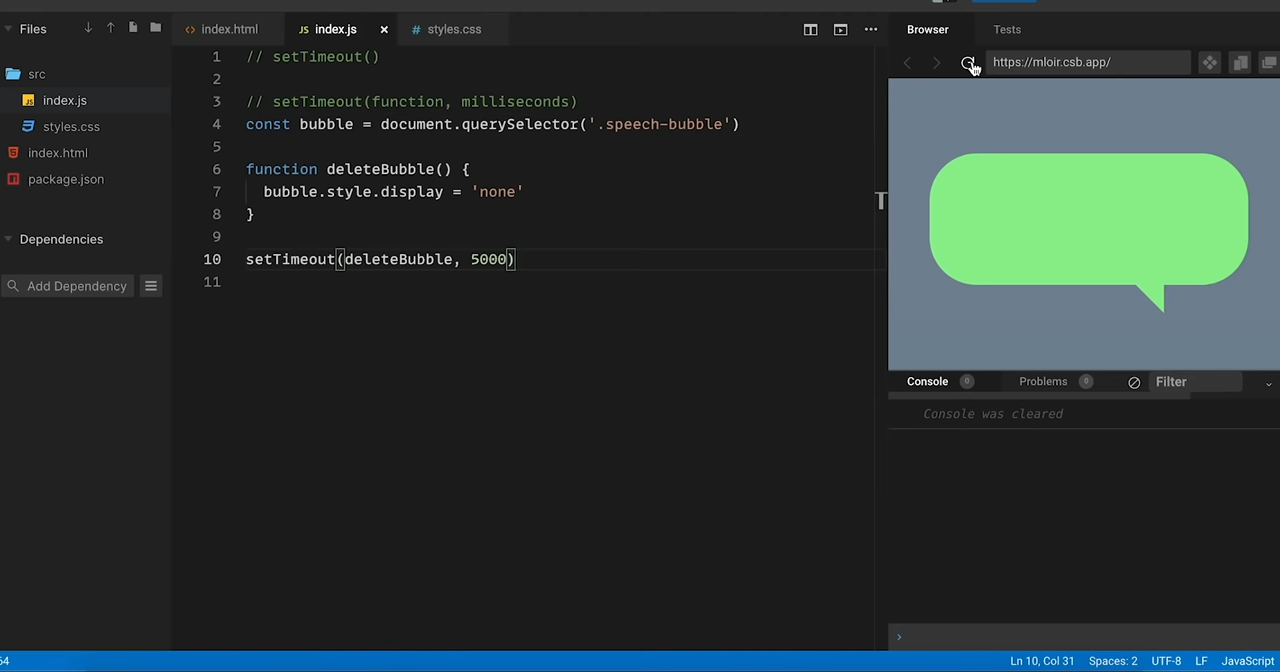 Files
src
index.js
styles.css
index.html
package.json
Dependencies
Add Dependency
<> index.html
JS index.js ×
# styles.css
1 // setTimeout()
2
3 // setTimeout(function, milliseconds)
4 const bubble = document.querySelector('.speech-bubble')
5
6 function deleteBubble() {
7 bubble.style.display = 'none'
8 }
9
10 setTimeout(deleteBubble, 5000)
11
Browser Tests
https://mloir.csb.app/
Console 0 Problems 0 Filter
Console was cleared
›
64 Ln 10, Col 31 Spaces: 2 UTF-8 LF JavaScript